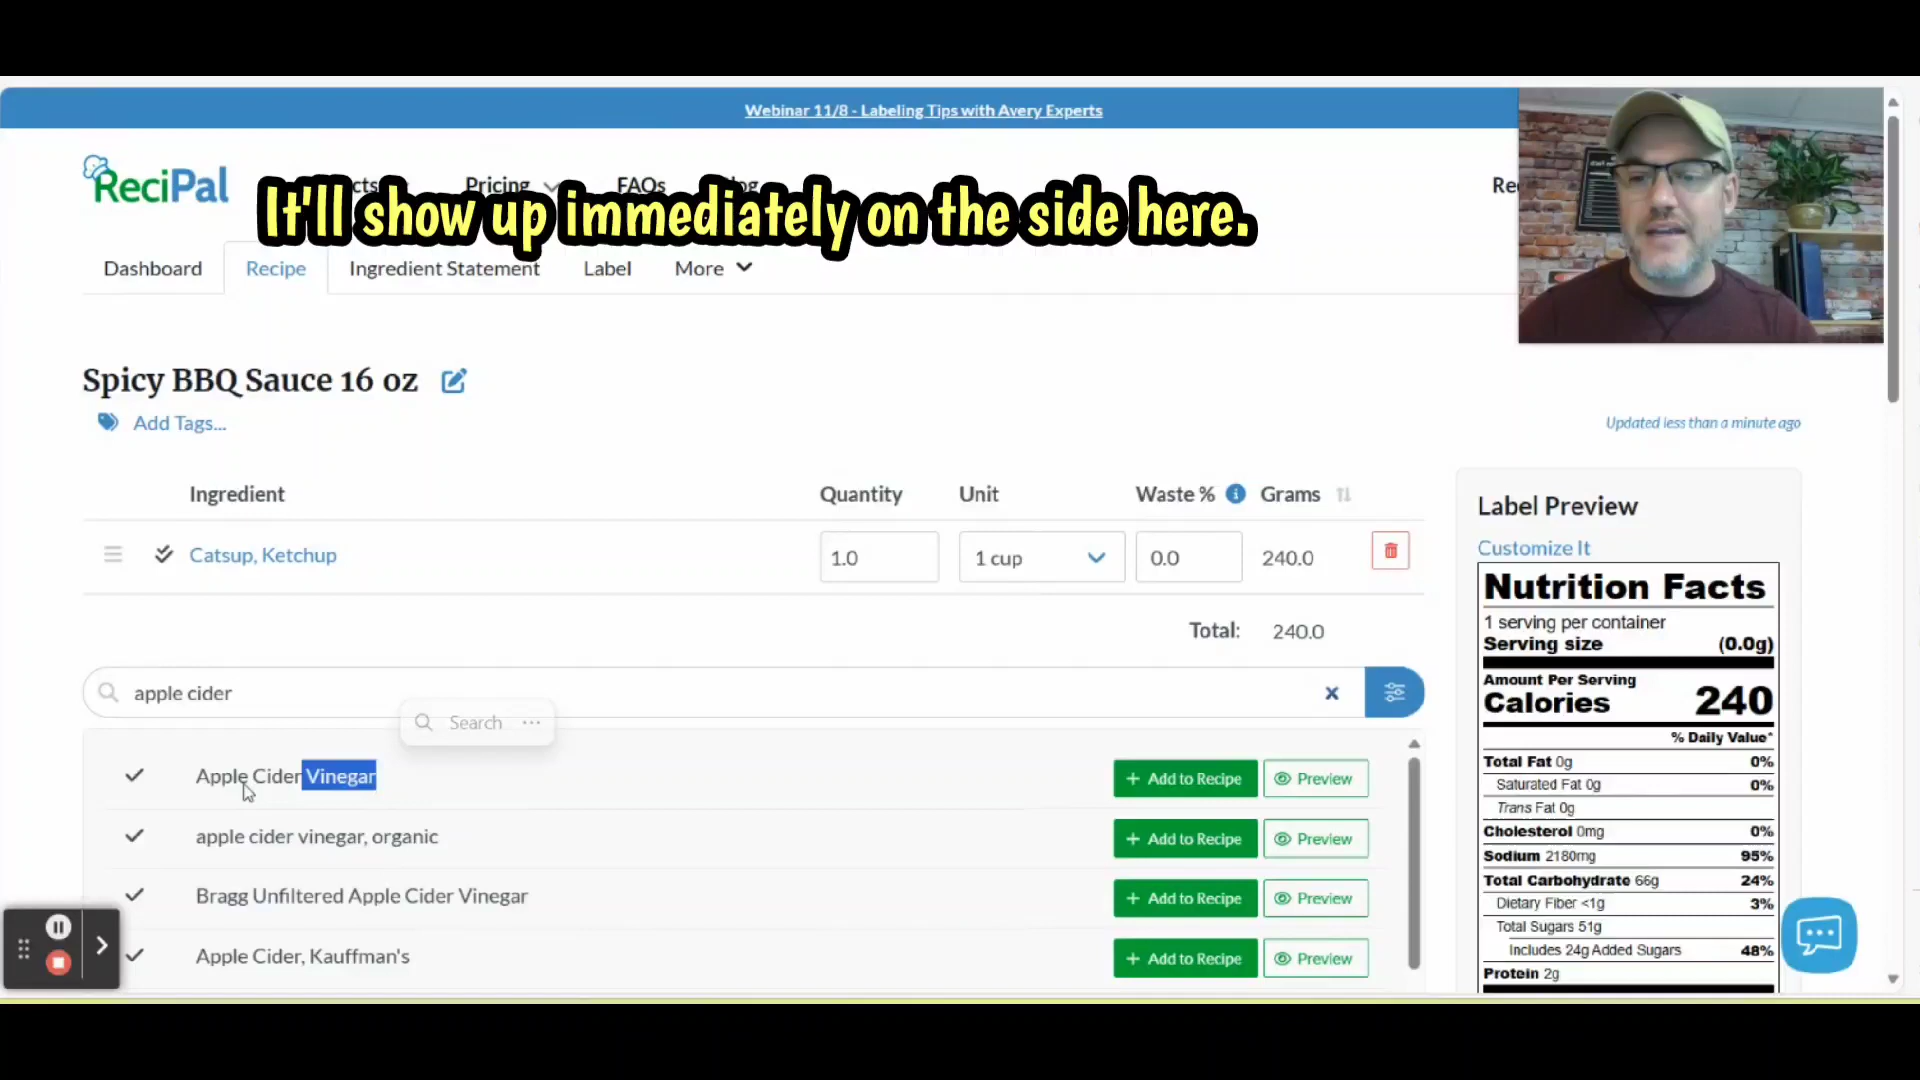 Webinar 11/8 - Labeling Tips with Avery Experts
ReciPal
Pricing
FAQs
It'll show up immediately on the side here.
Dashboard
Recipe
Ingredient Statement
Label
More
Spicy BBQ Sauce 16 oz
Add Tags...
Updated less than a minute ago
Ingredient Quantity Unit Waste % Grams
Catsup, Ketchup 1.0 1 cup 0.0 240.0
Total: 240.0
apple cider
Search ...
Apple Cider Vinegar + Add to Recipe Preview
apple cider vinegar, organic + Add to Recipe Preview
Bragg Unfiltered Apple Cider Vinegar + Add to Recipe Preview
Apple Cider, Kauffman's + Add to Recipe Preview
Label Preview
Customize It
Nutrition Facts
1 serving per container
Serving size (0.0g)
Amount Per Serving
Calories 240
% Daily Value*
Total Fat 0g 0%
Saturated Fat 0g 0%
Trans Fat 0g
Cholesterol 0mg 0%
Sodium 2180mg 95%
Total Carbohydrate 66g 24%
Dietary Fiber <1g 3%
Total Sugars 51g
Includes 24g Added Sugars 48%
Protein 2g